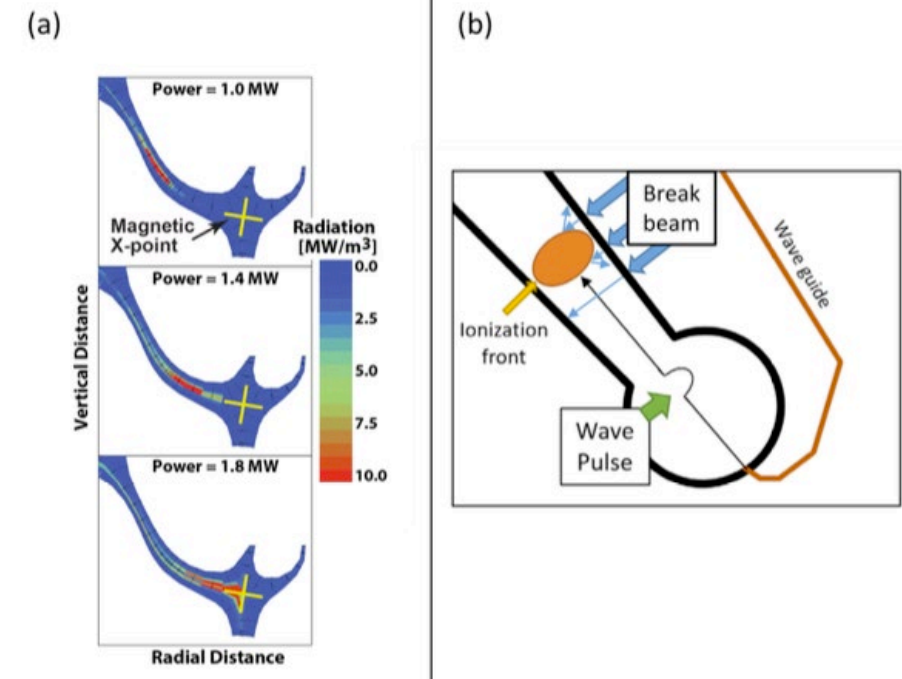 (a)
Power = 1.0 MW
Magnetic
X-point
Radiation
[MW/m3]
0.0
Power = 1.4 MW
2.5
5.0
7.5
10.0
Power = 1.8 MW
Vertical Distance
Radial Distance
(b)
Break
beam
Wave guide
Ionization
front
Wave
Pulse